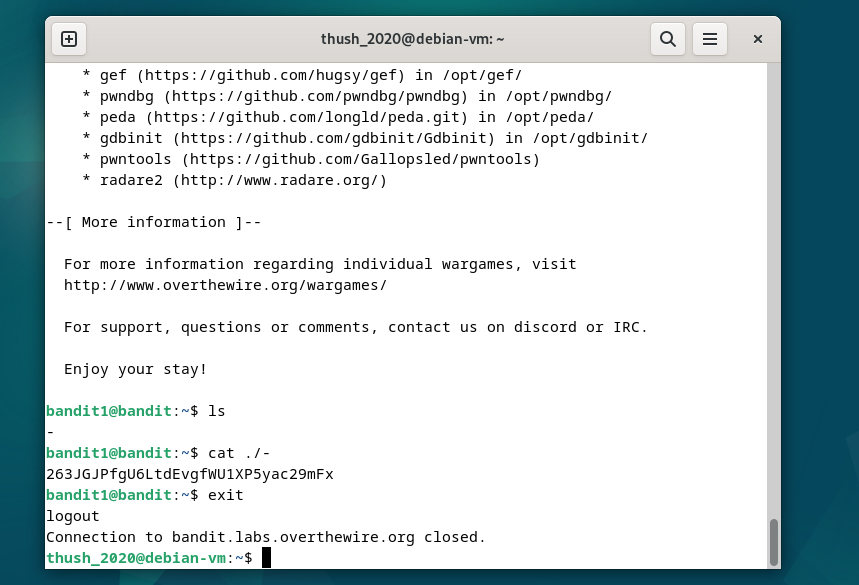 thush_2020@debian-vm: ~
* gef (https://github.com/hugsy/gef) in /opt/gef/
* pwndbg (https://github.com/pwndbg/pwndbg) in /opt/pwndbg/
* peda (https://github.com/longld/peda.git) in /opt/peda/
* gdbinit (https://github.com/gdbinit/Gdbinit) in /opt/gdbinit/
* pwntools (https://github.com/Gallopsled/pwntools)
* radare2 (http://www.radare.org/)
--[ More information ]--
For more information regarding individual wargames, visit
http://www.overthewire.org/wargames/
For support, questions or comments, contact us on discord or IRC.
Enjoy your stay!
bandit1@bandit:~$ ls
-
bandit1@bandit:~$ cat ./-
263JGJPfgU6LtdEvgfWU1XP5yac29mFx
bandit1@bandit:~$ exit
logout
Connection to bandit.labs.overthewire.org closed.
thush_2020@debian-vm:~$